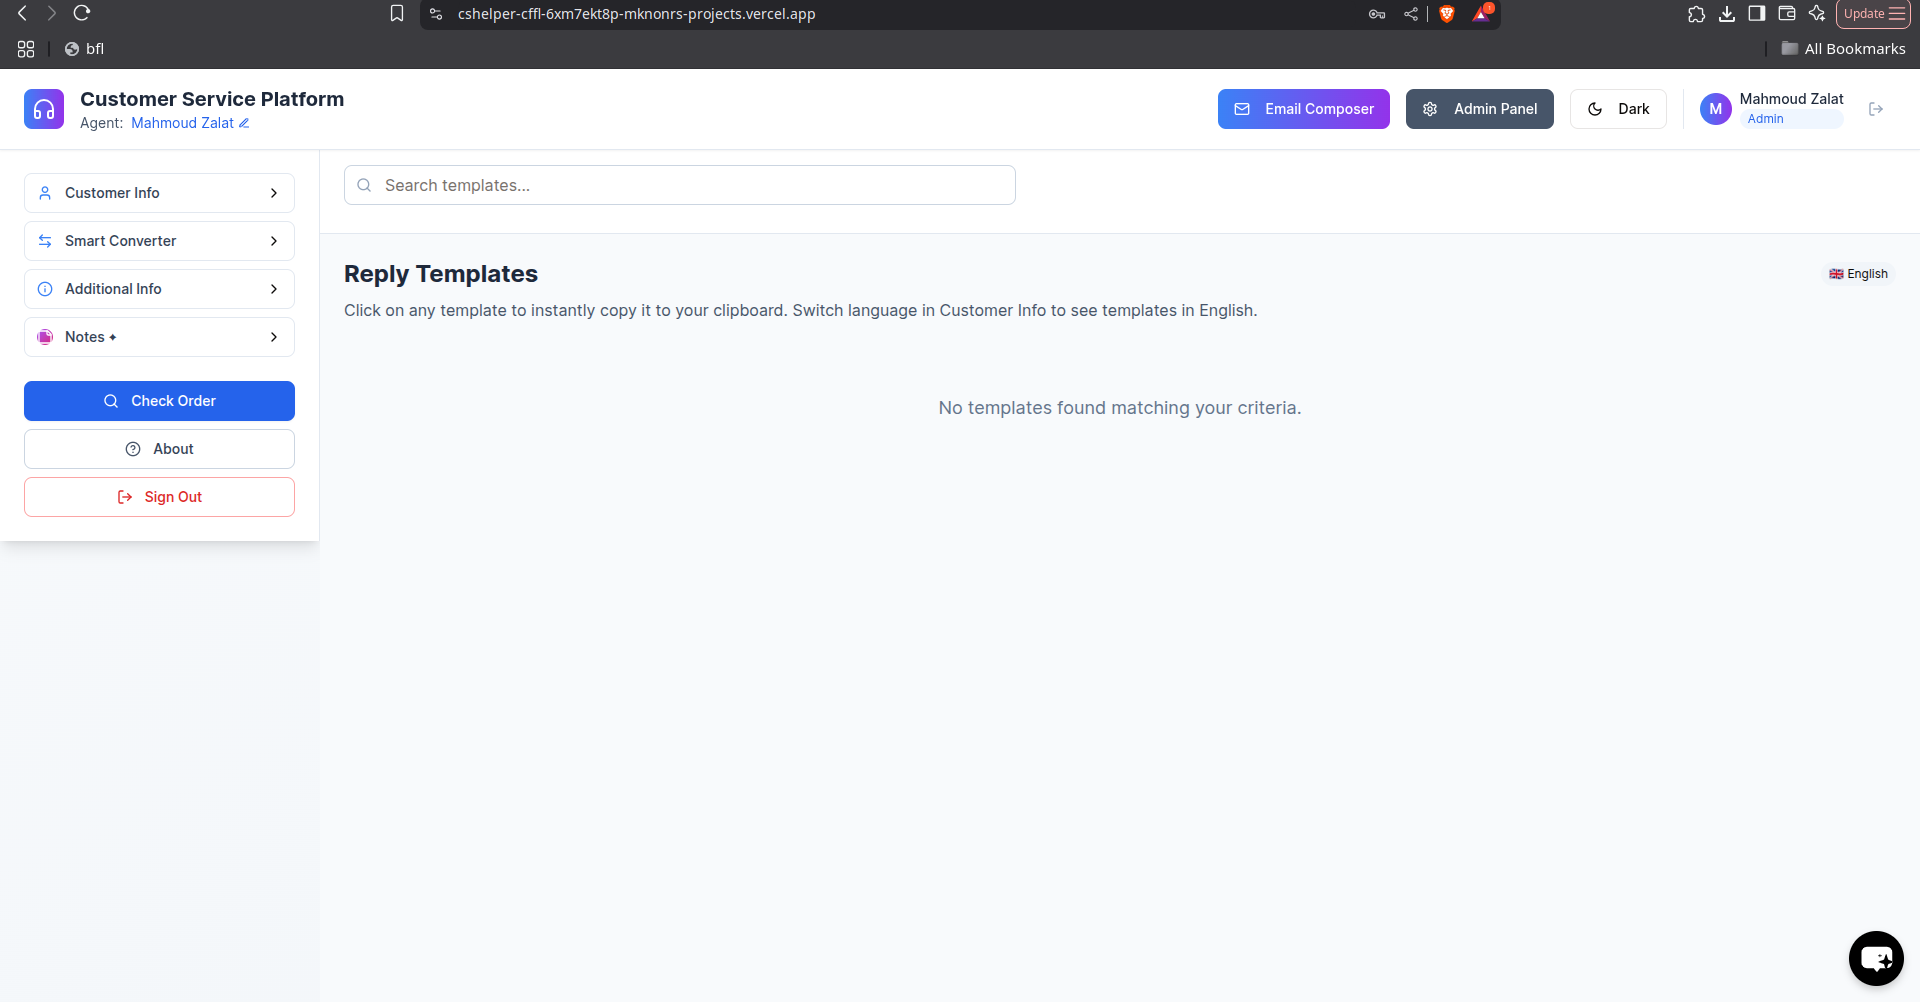 cshelper-cffl-6xm7ekt8p-mknonrs-projects.vercel.app
Update
bfl
All Bookmarks
Customer Service Platform
Agent: Mahmoud Zalat
Email Composer
Admin Panel
Dark
M
Mahmoud Zalat
Admin
Customer Info
Smart Converter
Additional Info
Notes ✦
Check Order
About
Sign Out
Search templates...
Reply Templates
English
Click on any template to instantly copy it to your clipboard. Switch language in Customer Info to see templates in English.
No templates found matching your criteria.